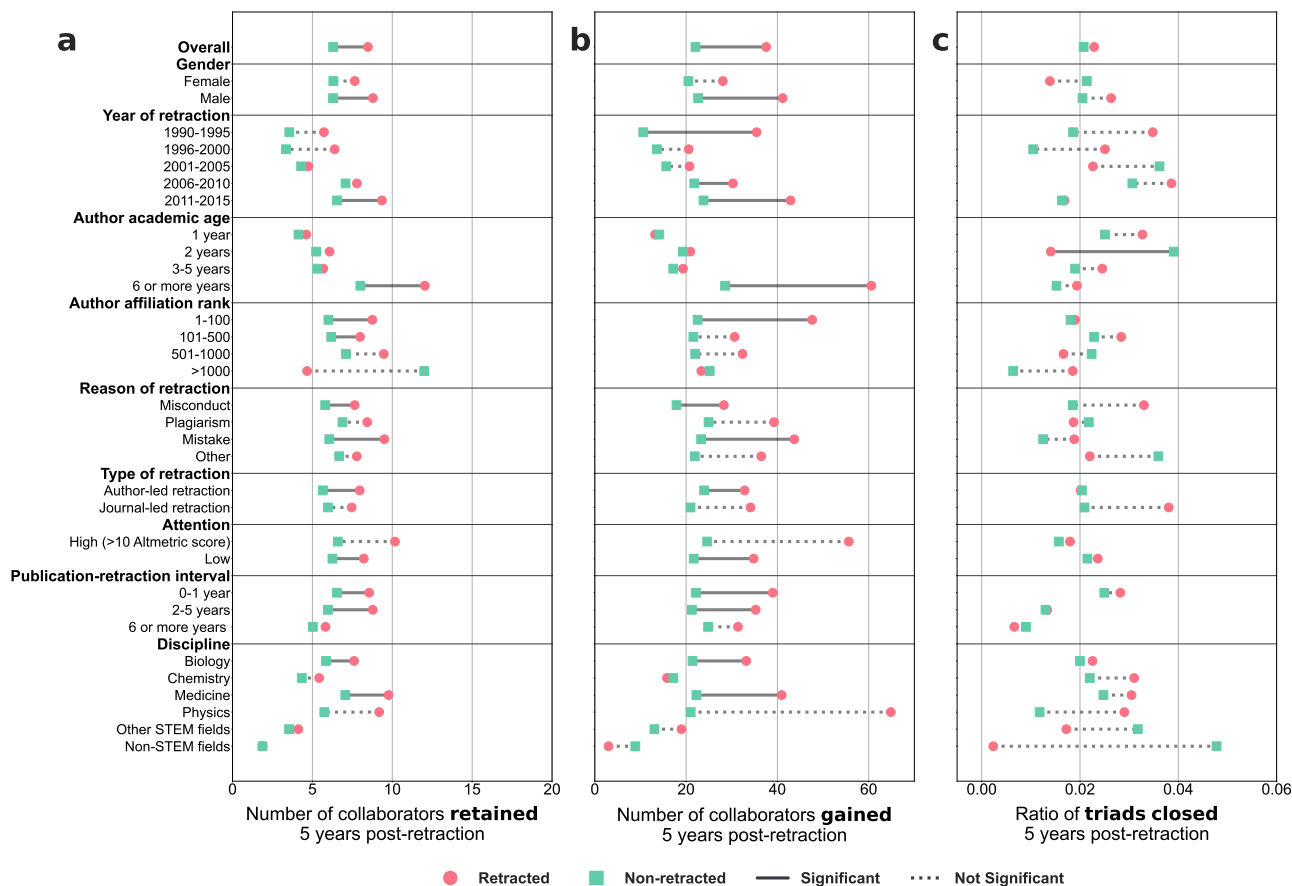 a
b
c
Overall
Gender
Female
Male
Year of retraction
1990-1995
1996-2000
2001-2005
2006-2010
2011-2015
Author academic age
1 year
2 years
3-5 years
6 or more years
Author affiliation rank
1-100
101-500
501-1000
>1000
Reason of retraction
Misconduct
Plagiarism
Mistake
Other
Type of retraction
Author-led retraction
Journal-led retraction
Attention
High (>10 Altmetric score)
Low
Publication-retraction interval
0-1 year
2-5 years
6 or more years
Discipline
Biology
Chemistry
Medicine
Physics
Other STEM fields
Non-STEM fields
0 5 10 15 20
Number of collaborators retained
5 years post-retraction
0 20 40 60
Number of collaborators gained
5 years post-retraction
0.00 0.02 0.04 0.06
Ratio of triads closed
5 years post-retraction
Retracted Non-retracted Significant Not Significant